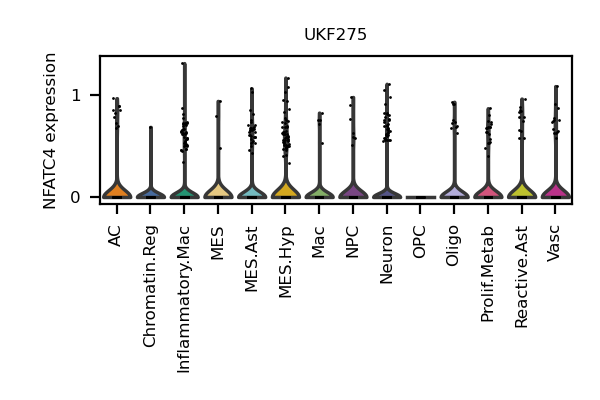 UKF275
NFATC4 expression
1
0
AC
Chromatin.Reg
Inflammatory.Mac
MES
MES.Ast
MES.Hyp
Mac
NPC
Neuron
OPC
Oligo
Prolif.Metab
Reactive.Ast
Vasc